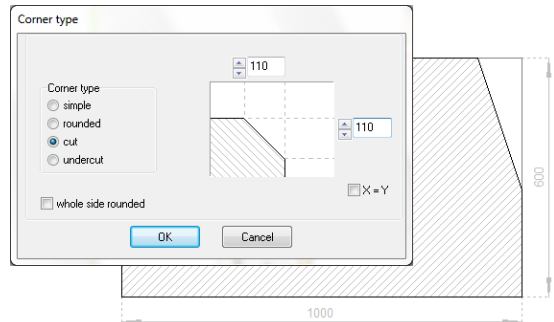 Corner type
110
Corner type
simple
rounded
cut
undercut
110
X = Y
whole side rounded
OK
Cancel
600
1000